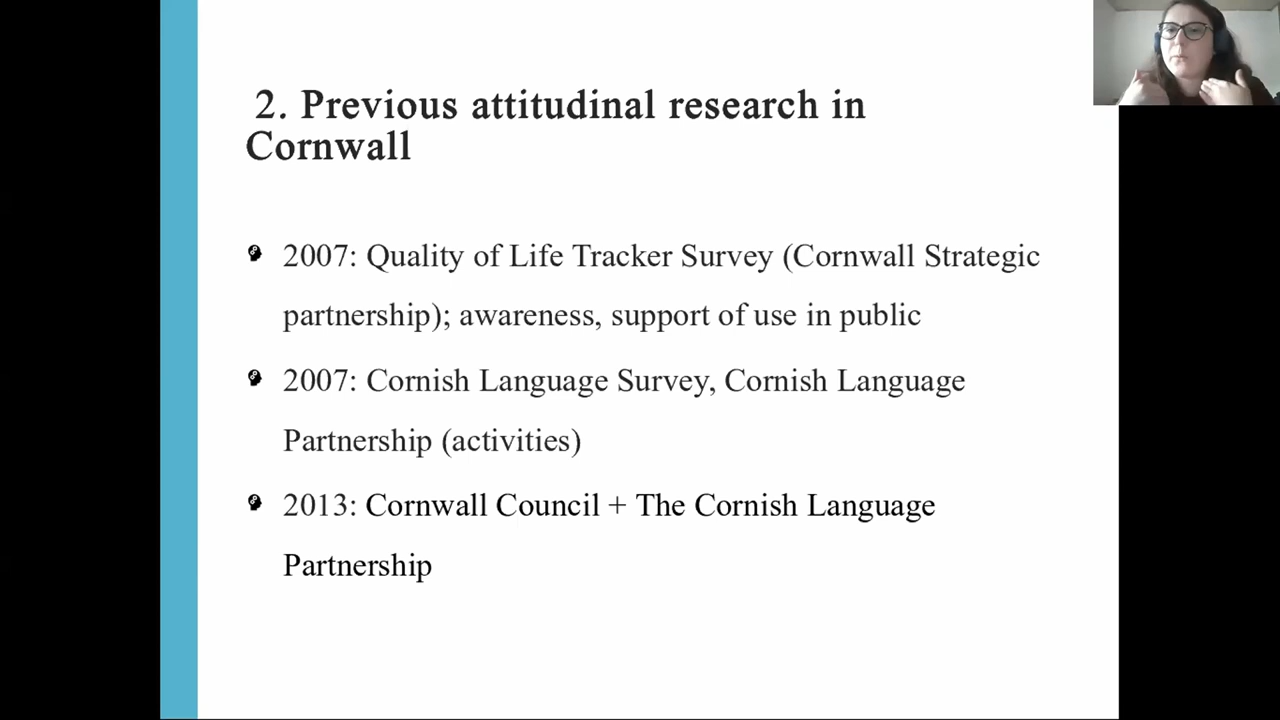 2. Previous attitudinal research in
Cornwall
2007: Quality of Life Tracker Survey (Cornwall Strategic
partnership); awareness, support of use in public
2007: Cornish Language Survey, Cornish Language
Partnership (activities)
2013: Cornwall Council + The Cornish Language
Partnership